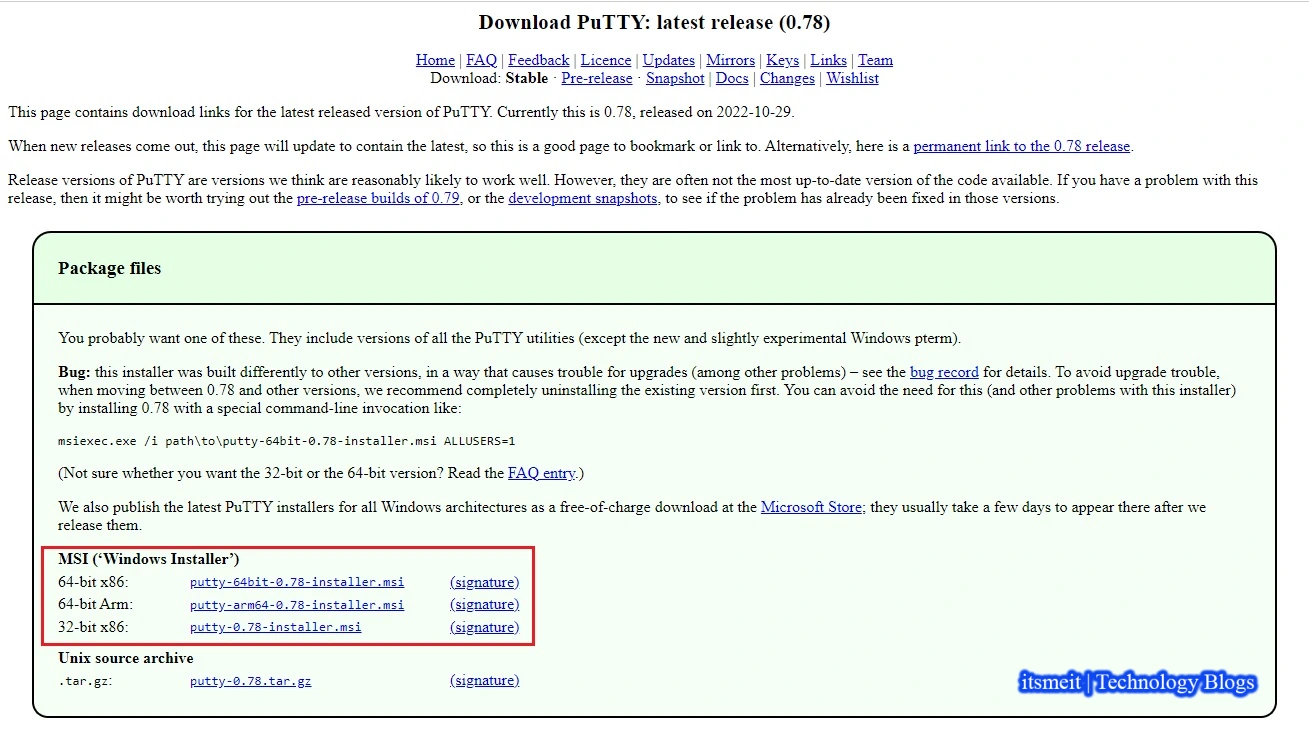 Download PuTTY: latest release (0.78)
Home | FAQ | Feedback | Licence | Updates | Mirrors | Keys | Links | Team
Download: Stable · Pre-release · Snapshot | Docs | Changes | Wishlist
This page contains download links for the latest released version of PuTTY. Currently this is 0.78, released on 2022-10-29.
When new releases come out, this page will update to contain the latest, so this is a good page to bookmark or link to. Alternatively, here is a permanent link to the 0.78 release.
Release versions of PuTTY are versions we think are reasonably likely to work well. However, they are often not the most up-to-date version of the code available. If you have a problem with this
release, then it might be worth trying out the pre-release builds of 0.79, or the development snapshots, to see if the problem has already been fixed in those versions.
Package files
You probably want one of these. They include versions of all the PuTTY utilities (except the new and slightly experimental Windows pterm).
Bug: this installer was built differently to other versions, in a way that causes trouble for upgrades (among other problems) – see the bug record for details. To avoid upgrade trouble,
when moving between 0.78 and other versions, we recommend completely uninstalling the existing version first. You can avoid the need for this (and other problems with this installer)
by installing 0.78 with a special command-line invocation like:
msiexec.exe /i path\to\putty-64bit-0.78-installer.msi ALLUSERS=1
(Not sure whether you want the 32-bit or the 64-bit version? Read the FAQ entry.)
We also publish the latest PuTTY installers for all Windows architectures as a free-of-charge download at the Microsoft Store; they usually take a few days to appear there after we
release them.
MSI (‘Windows Installer’)
64-bit x86: putty-64bit-0.78-installer.msi (signature)
64-bit Arm: putty-arm64-0.78-installer.msi (signature)
32-bit x86: putty-0.78-installer.msi (signature)
Unix source archive
.tar.gz: putty-0.78.tar.gz (signature)
itsmeit | Technology Blogs